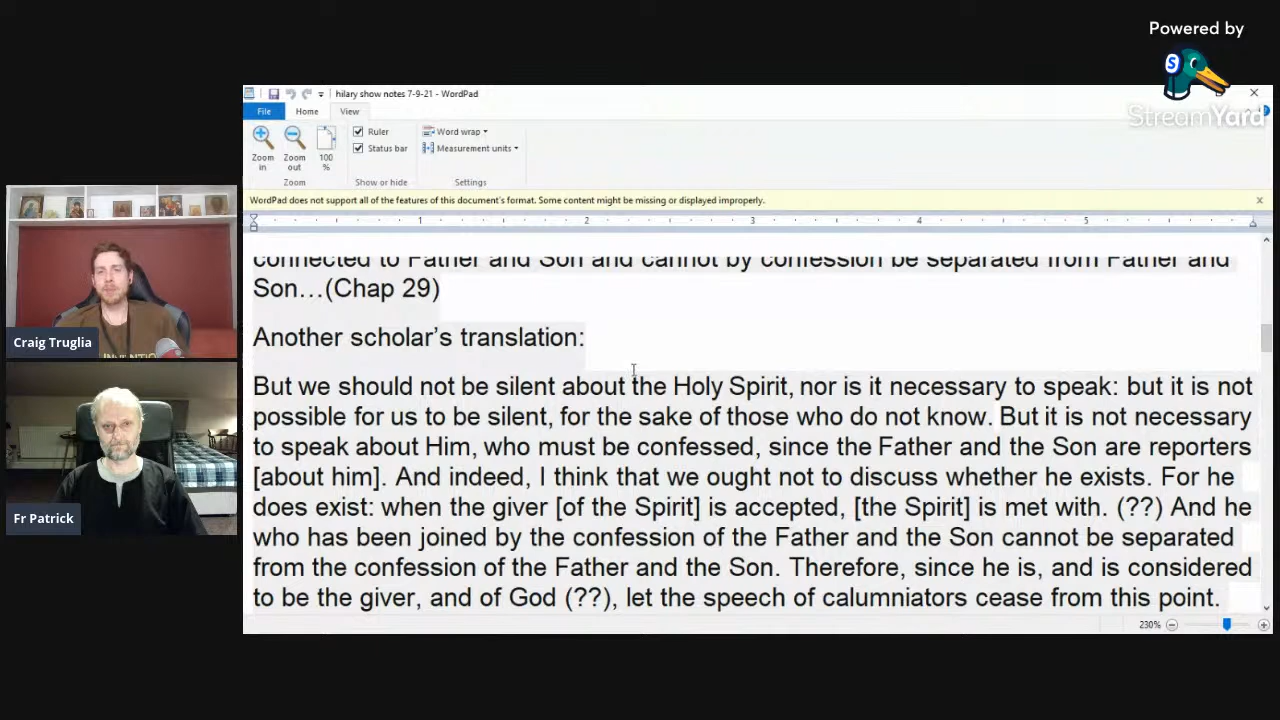 Powered by
S
StreamYard
hilary show notes 7-9-21 - WordPad
File Home View
Zoom in
Zoom out
100 %
Ruler
Status bar
Word wrap
Measurement units
Zoom
Show or hide
Settings
WordPad does not support all of the features of this document's format. Some content might be missing or displayed improperly.
1 2 3 4 5
connected to Father and Son and cannot by confession be separated from Father and
Son…(Chap 29)
Another scholar's translation:
But we should not be silent about the Holy Spirit, nor is it necessary to speak: but it is not
possible for us to be silent, for the sake of those who do not know. But it is not necessary
to speak about Him, who must be confessed, since the Father and the Son are reporters
[about him]. And indeed, I think that we ought not to discuss whether he exists. For he
does exist: when the giver [of the Spirit] is accepted, [the Spirit] is met with. (??) And he
who has been joined by the confession of the Father and the Son cannot be separated
from the confession of the Father and the Son. Therefore, since he is, and is considered
to be the giver, and of God (??), let the speech of calumniators cease from this point.
230%
Craig Truglia
Fr Patrick